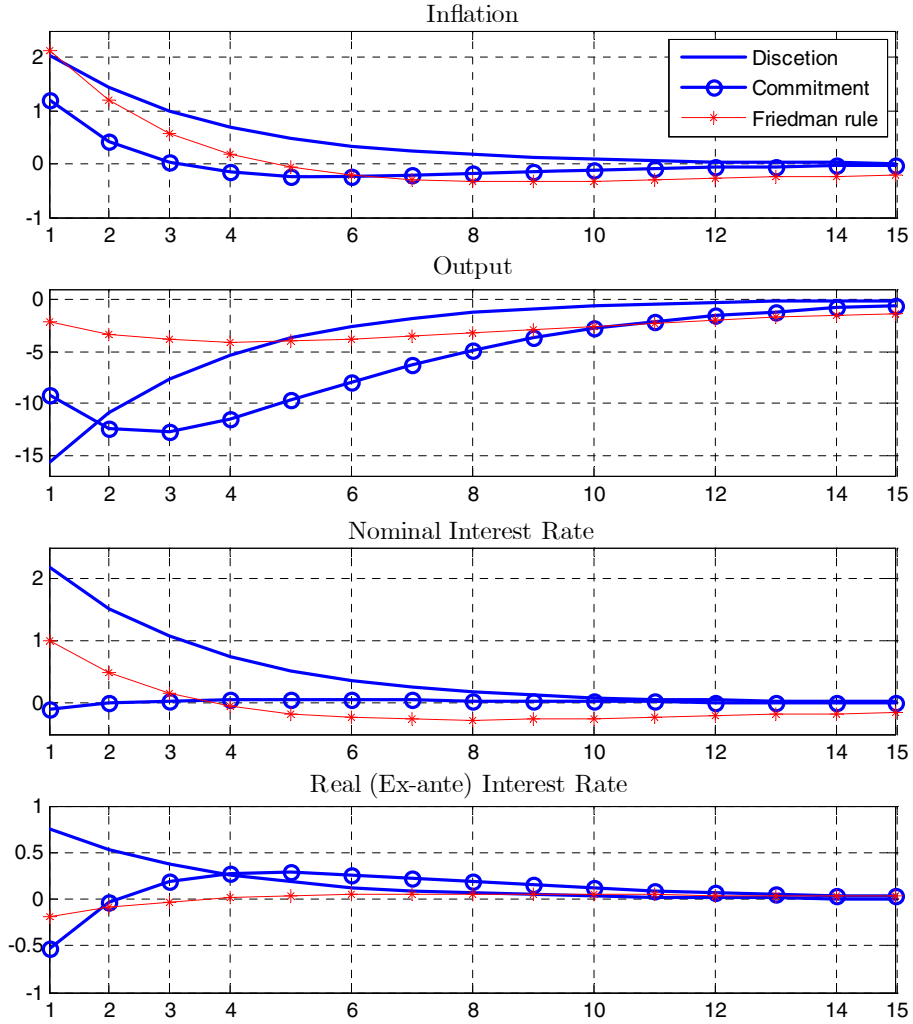 Inflation
2
1
0
-1
Discetion
Commitment
Friedman rule
1 2 3 4 6 8 10 12 14 15
Output
0
-5
-10
-15
1 2 3 4 6 8 10 12 14 15
Nominal Interest Rate
2
1
0
1 2 3 4 6 8 10 12 14 15
Real (Ex-ante) Interest Rate
1
0.5
0
-0.5
-1
1 2 3 4 6 8 10 12 14 15